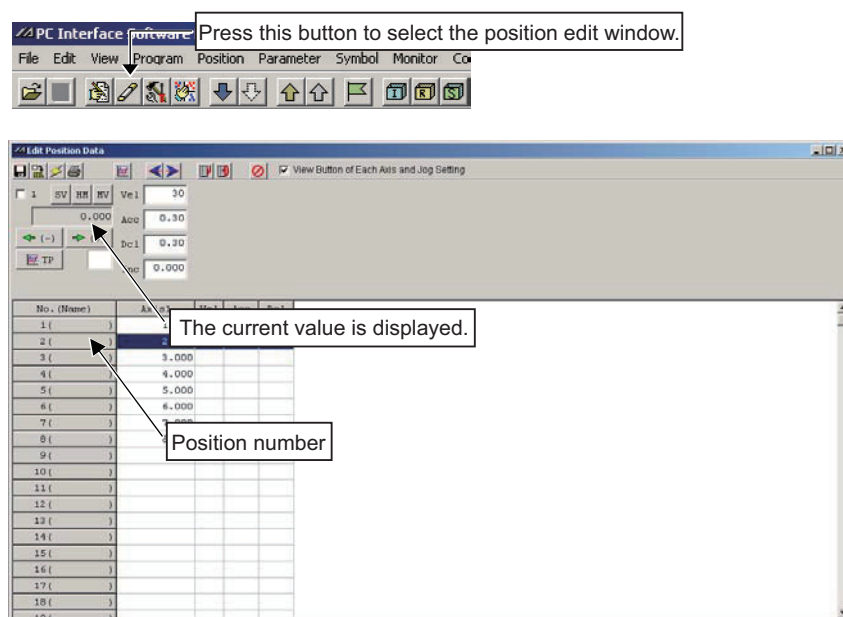 PC Interface Software
Press this button to select the position edit window.
File Edit View Program Position Parameter Symbol Monitor Co
I R S
Edit Position Data
View Button of Each Axis and Jog Setting
1 SV HM MV Vel 30
0.000 Acc 0.30
(-) Dcl 0.30
TP 0.000
No.(Name)
1( )
The current value is displayed.
2( ) 2
3( ) 3.000
4( ) 4.000
5( ) 5.000
6( ) 6.000
7( )
8( )
Position number
9( )
10( )
11( )
12( )
13( )
14( )
15( )
16( )
17( )
18( )